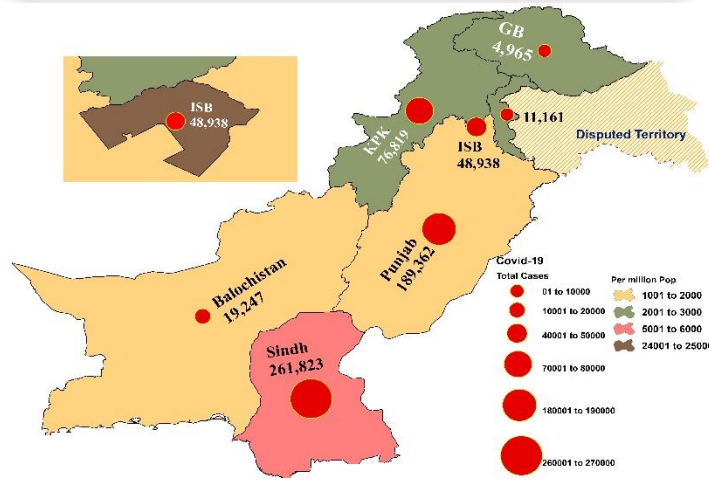 GB
4,965
ISB
48,938
11,161
Disputed Territory
KPK
76,819
ISB
48,938
Punjab
189,362
Balochistan
19,247
Sindh
261,823
Covid-19
Total Cases
01 to 10000
10001 to 20000
40001 to 50000
70001 to 80000
180001 to 190000
260001 to 270000
Per million Pop
1001 to 2000
2001 to 3000
5001 to 6000
24001 to 25000